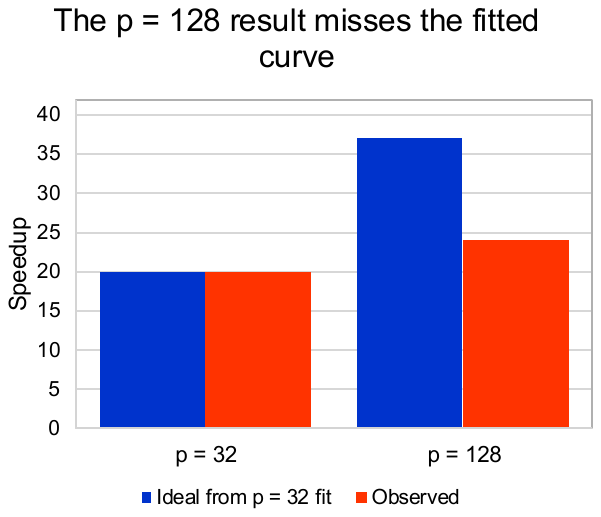 The p = 128 result misses the fitted
curve
Speedup
40
35
30
25
20
15
10
5
0
p = 32
p = 128
Ideal from p = 32 fit
Observed